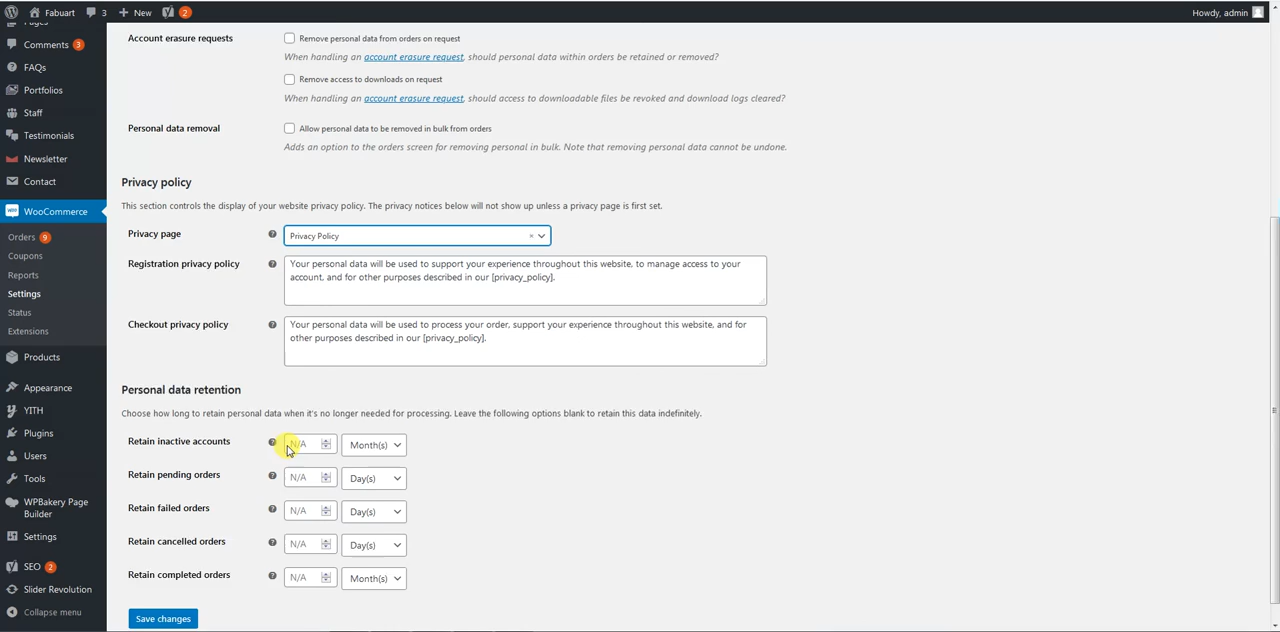 Fabuart
3
New
2
Howdy, admin
Pages
Comments 3
FAQs
Portfolios
Staff
Testimonials
Newsletter
Contact
WooCommerce
Orders 9
Coupons
Reports
Settings
Status
Extensions
Products
Appearance
YITH
Plugins
Users
Tools
WPBakery Page
Builder
Settings
SEO 2
Slider Revolution
Collapse menu
Account erasure requests
Remove personal data from orders on request
When handling an account erasure request, should personal data within orders be retained or removed?
Remove access to downloads on request
When handling an account erasure request, should access to downloadable files be revoked and download logs cleared?
Personal data removal
Allow personal data to be removed in bulk from orders
Adds an option to the orders screen for removing personal in bulk. Note that removing personal data cannot be undone.
Privacy policy
This section controls the display of your website privacy policy. The privacy notices below will not show up unless a privacy page is first set.
Privacy page
Privacy Policy
Registration privacy policy
Your personal data will be used to support your experience throughout this website, to manage access to your
account, and for other purposes described in our [privacy_policy].
Checkout privacy policy
Your personal data will be used to process your order, support your experience throughout this website, and for
other purposes described in our [privacy_policy].
Personal data retention
Choose how long to retain personal data when it's no longer needed for processing. Leave the following options blank to retain this data indefinitely.
Retain inactive accounts
N/A
Month(s)
Retain pending orders
N/A
Day(s)
Retain failed orders
N/A
Day(s)
Retain cancelled orders
N/A
Day(s)
Retain completed orders
N/A
Month(s)
Save changes